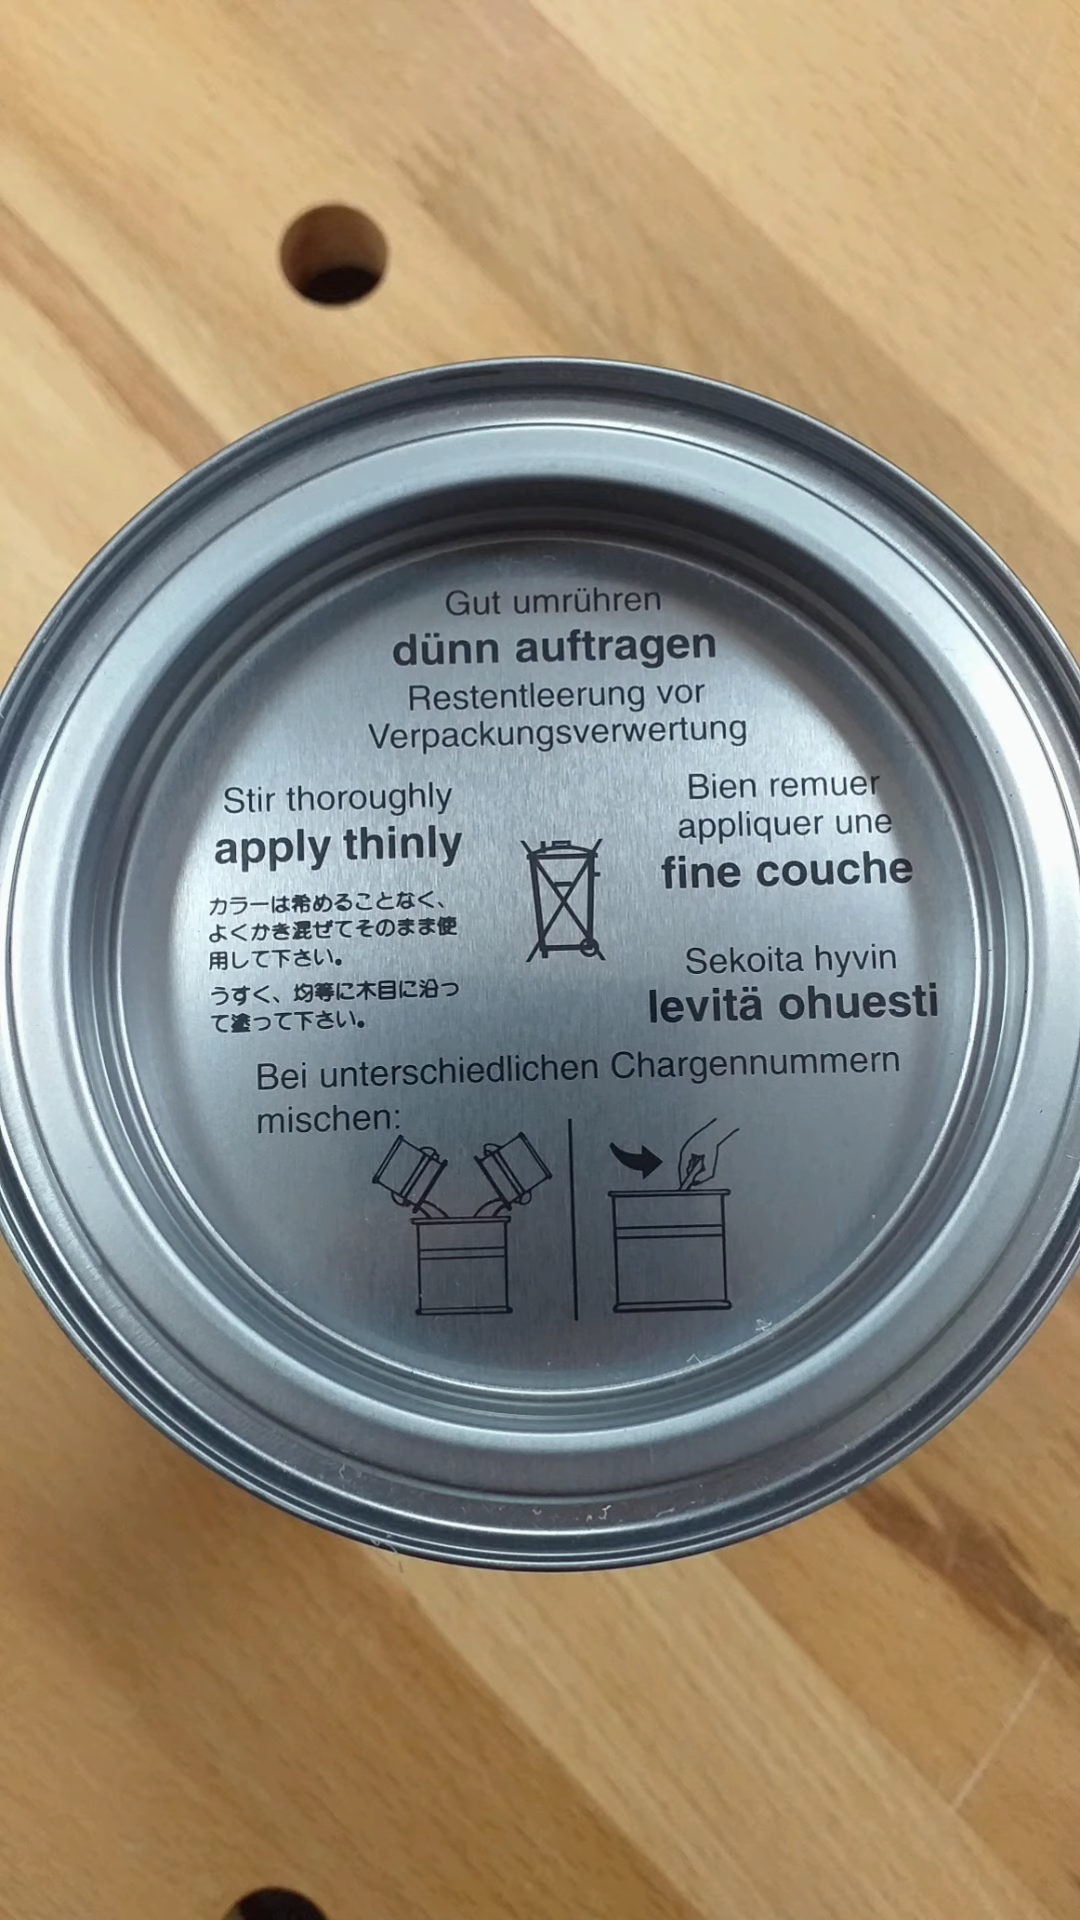 Gut umrühren
dünn auftragen
Restentleerung vor
Verpackungsverwertung
Stir thoroughly
apply thinly
カラーは希めることなく、
よくかき混ぜてそのまま使
用して下さい。
うすく、均等に木目に沿っ
て塗って下さい。
Bien remuer
appliquer une
fine couche
Sekoita hyvin
levitä ohuesti
Bei unterschiedlichen Chargennummern
mischen: